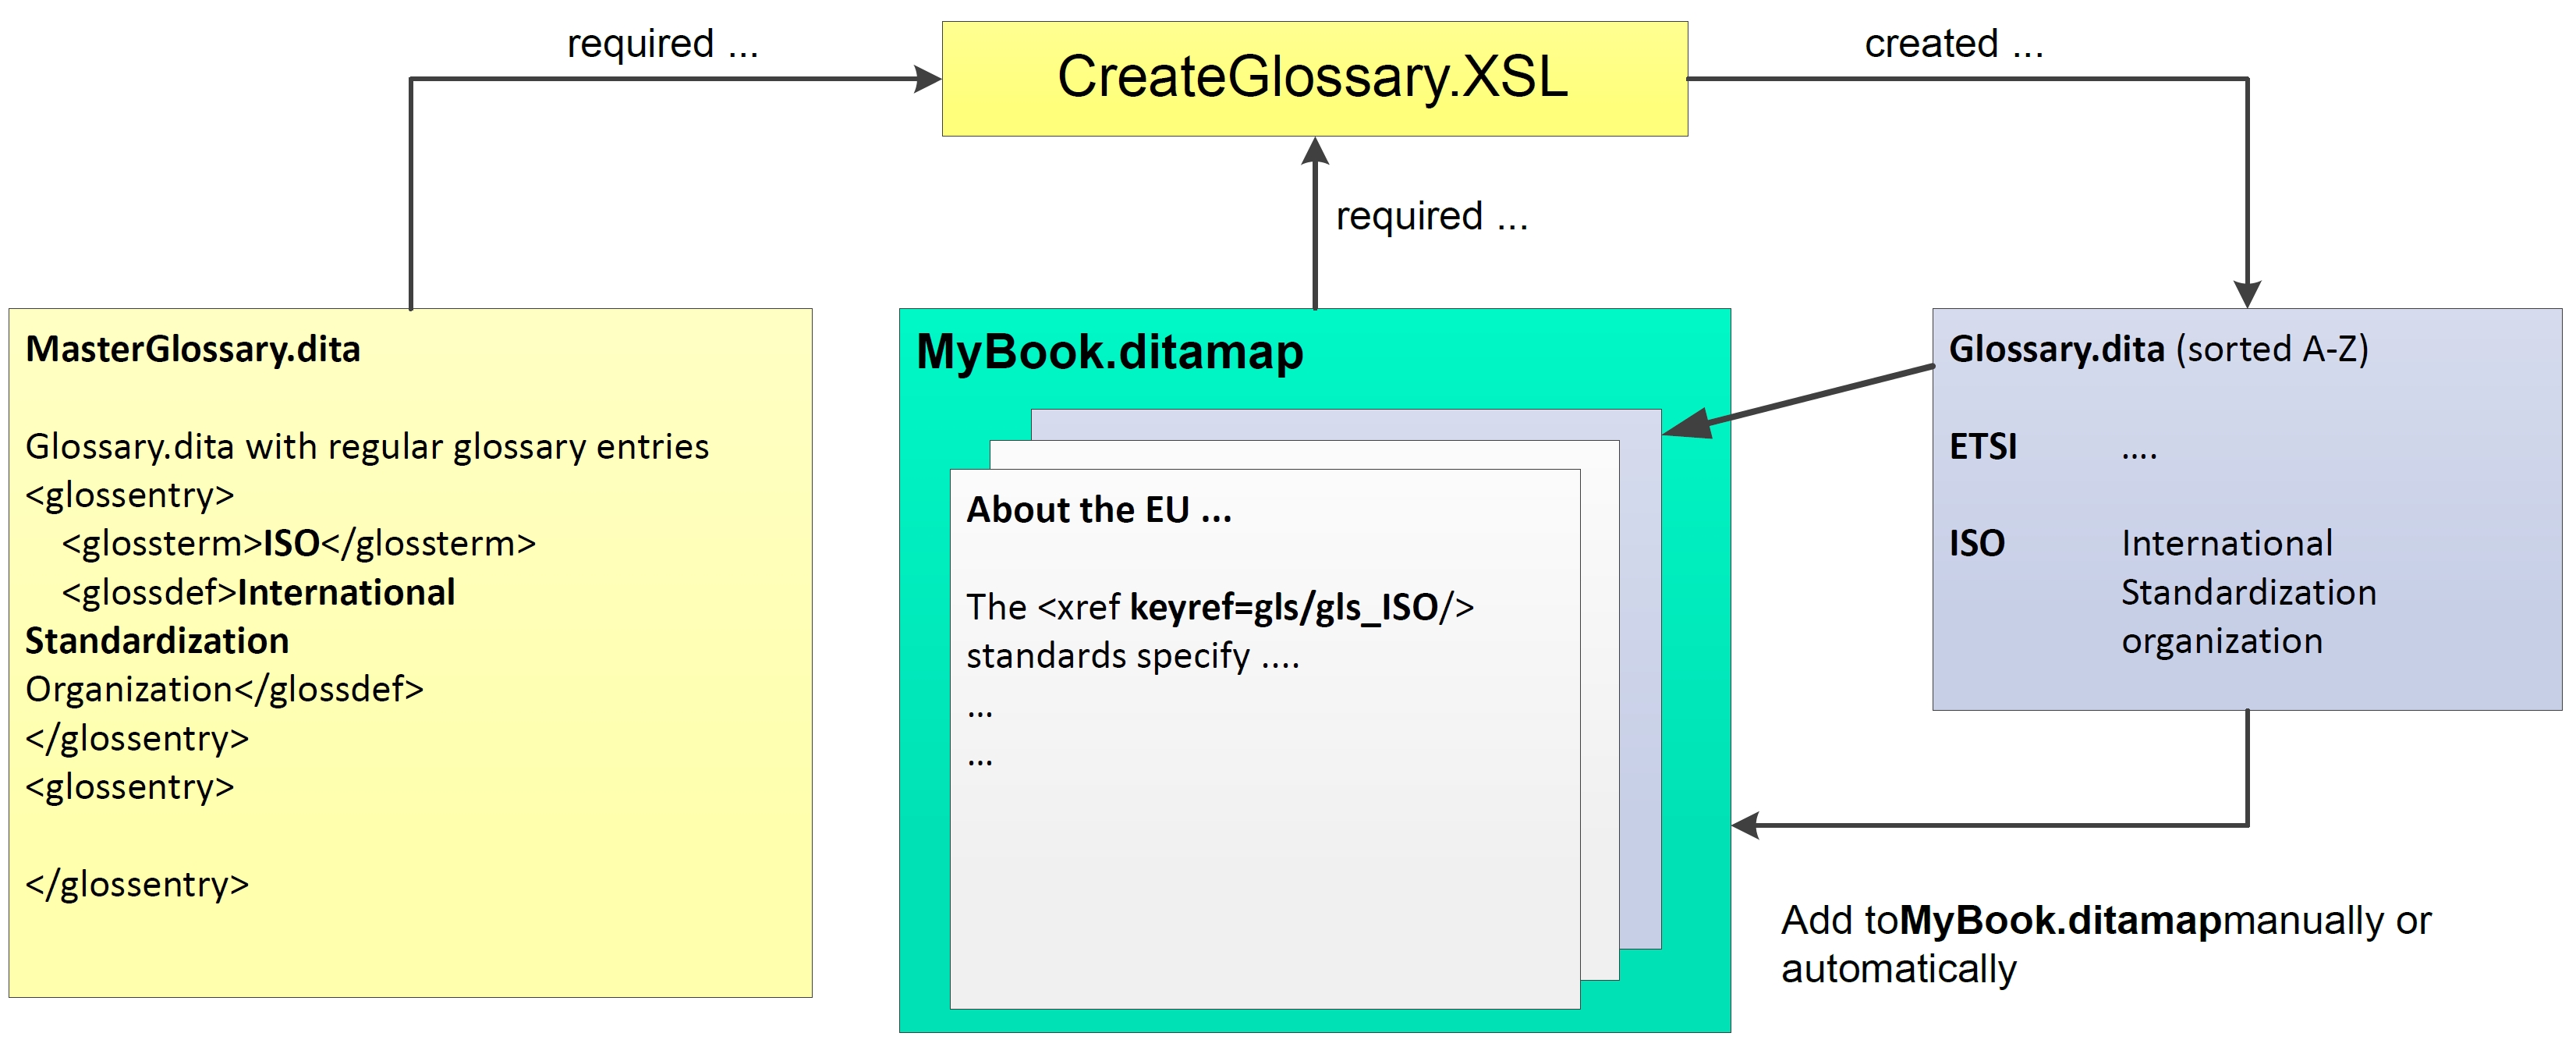 required ...
CreateGlossary.XSL
created ...
required ...
MasterGlossary.dita
Glossary.dita with regular glossary entries
<glossentry>
<glossterm>ISO</glossterm>
<glossdef>International
Standardization
Organization</glossdef>
</glossentry>
<glossentry>
</glossentry>
MyBook.ditamap
About the EU ...
The <xref keyref=gls/gls_ISO/>
standards specify ....
...
...
Glossary.dita (sorted A-Z)
ETSI ....
ISO International
Standardization
organization
Add toMyBook.ditamapmanually or
automatically